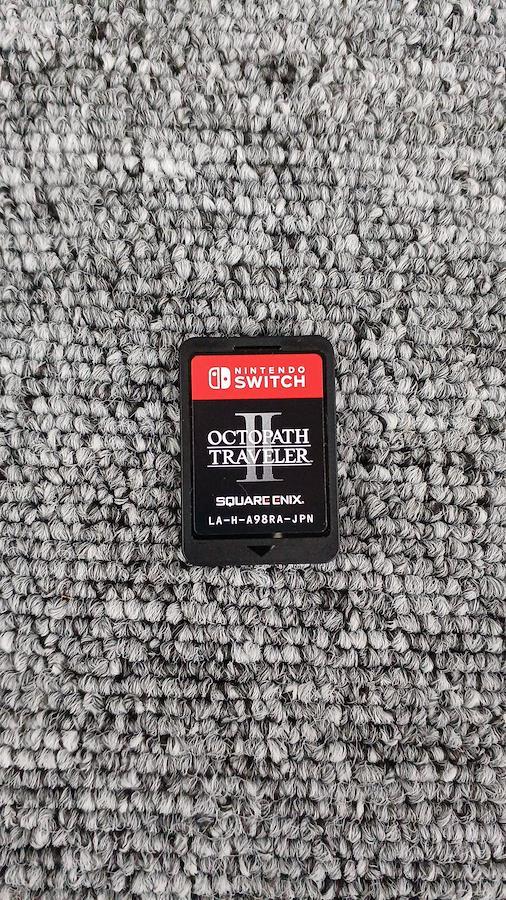 NINTENDO
SWITCH
II
OCTOPATH
TRAVELER
SQUARE ENIX.
LA-H-A98RA-JPN